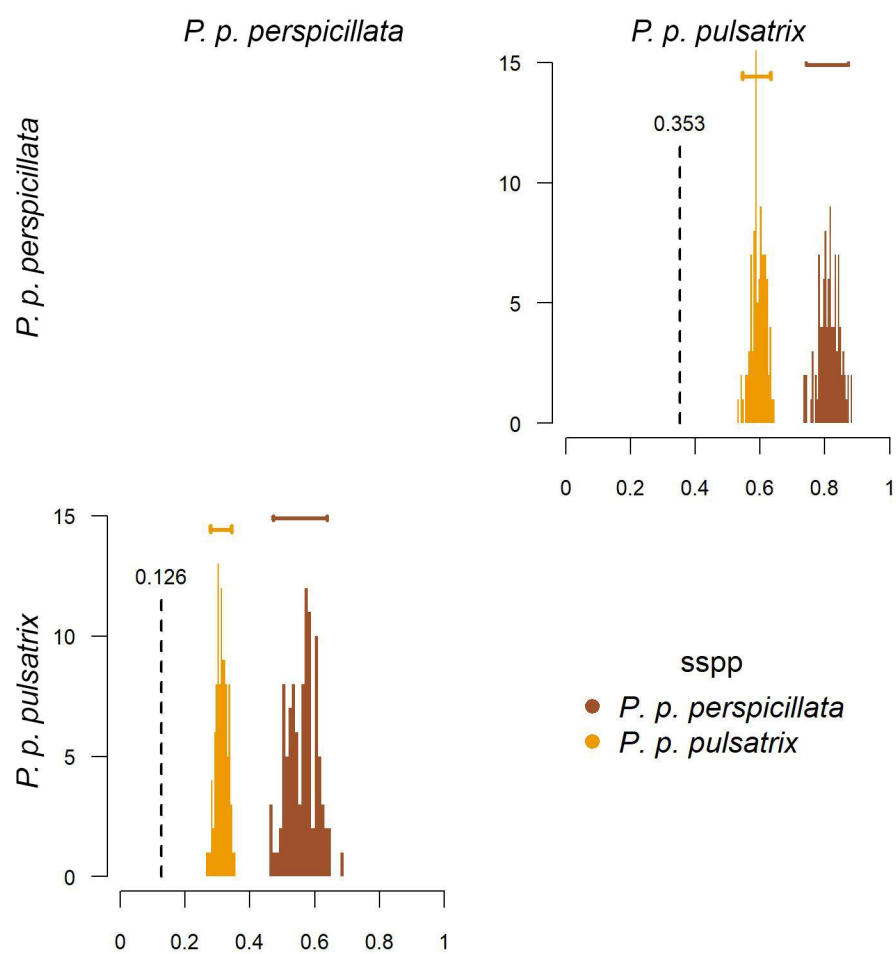 P. p. perspicillata
P. p. pulsatrix
P. p. perspicillata
15
10
5
0
0.353
0 0.2 0.4 0.6 0.8 1
P. p. pulsatrix
15
10
5
0
0.126
0 0.2 0.4 0.6 0.8 1
sspp
P. p. perspicillata
P. p. pulsatrix